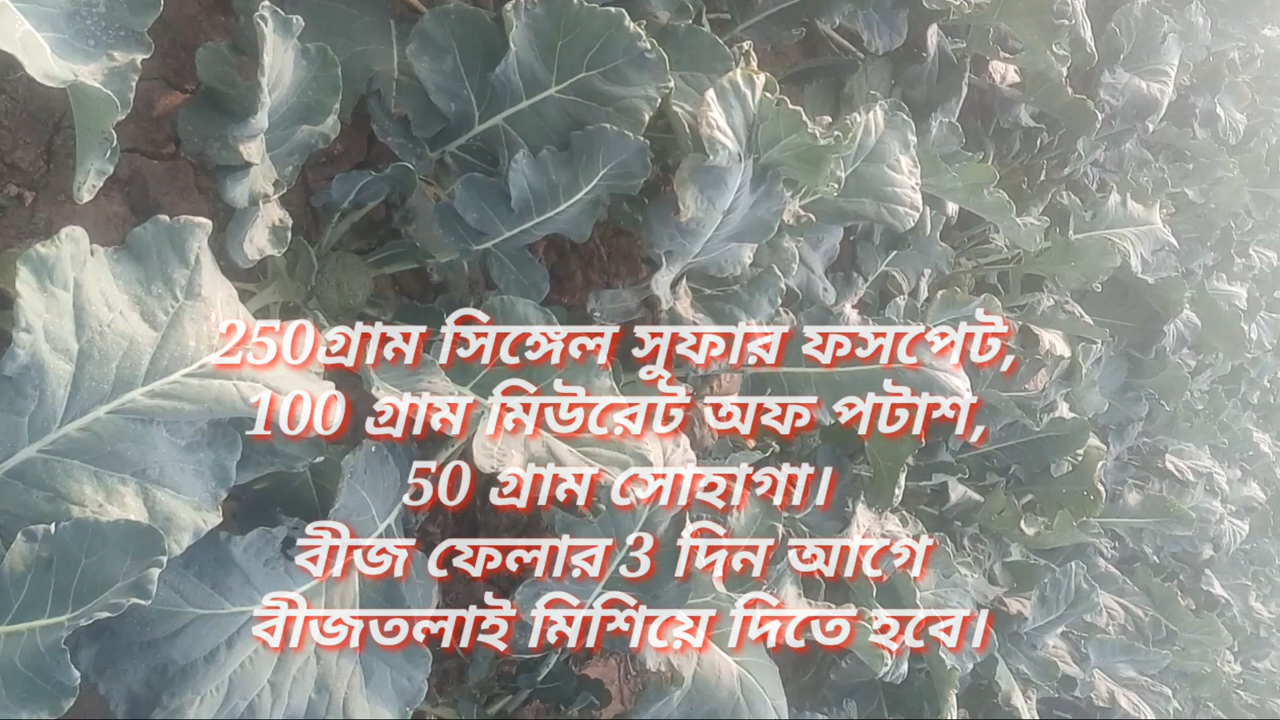 250গ্রাম সিঙ্গেল সুফার ফসপেট,
100 গ্রাম মিউরেট অফ পটাশ,
50 গ্রাম সোহাগা।
বীজ ফেলার 3 দিন আগে
বীজতলাই মিশিয়ে দিতে হবে।